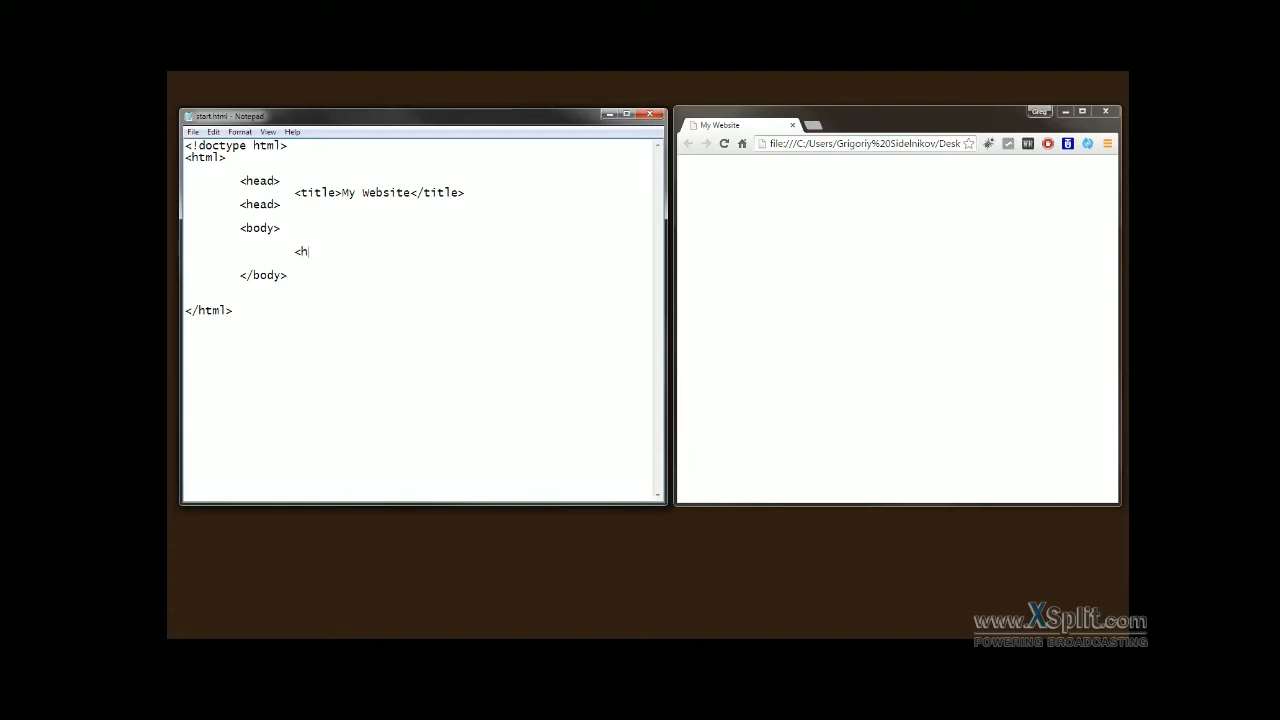 start.html - Notepad
File Edit Format View Help
<!doctype html>
<html>
<head>
<title>My Website</title>
<head>
<body>
<h
</body>
</html>
Greg
My Website
file:///C:/Users/Grigoriy%20Sidelnikov/Desk
WR
www.XSplit.com
POWERING BROADCASTING